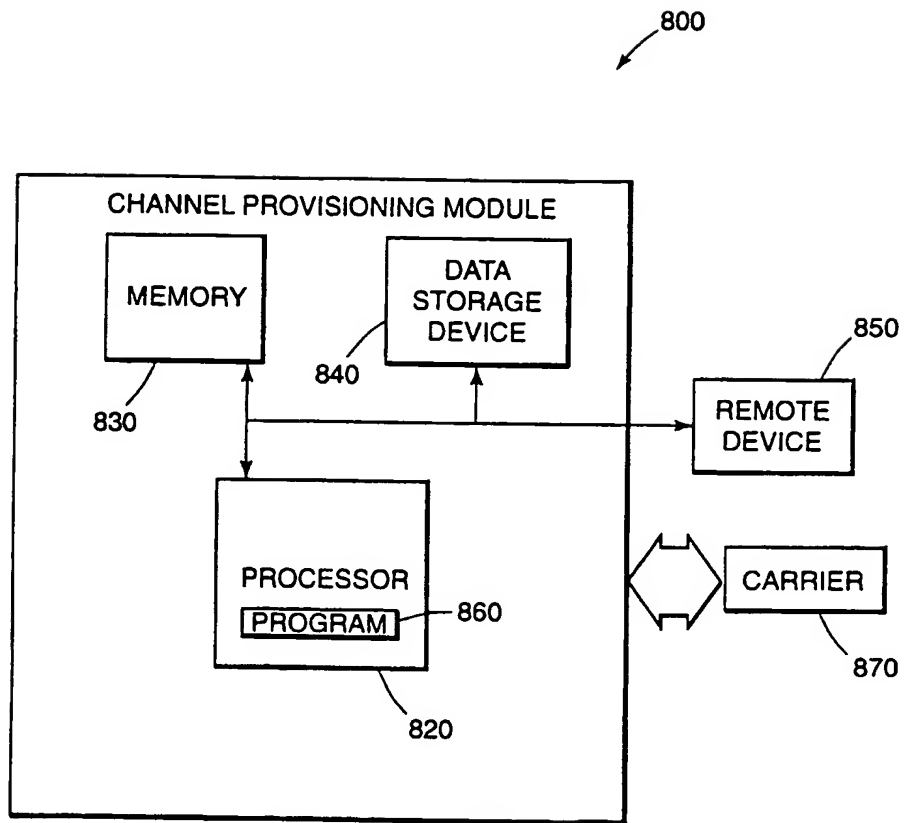 800
CHANNEL PROVISIONING MODULE
MEMORY
830
DATA
STORAGE
DEVICE
840
850
REMOTE
DEVICE
PROCESSOR
PROGRAM
860
820
CARRIER
870